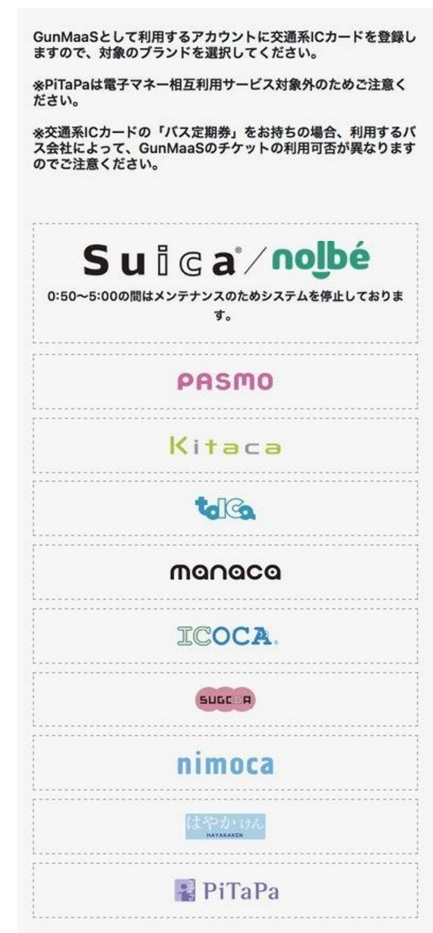 GunMaaSとして利用するアカウントに交通系ICカードを登録し
ますので、対象のブランドを選択してください。
※PiTaPaは電子マネー相互利用サービス対象外のためご注意く
ださい。
※交通系ICカードの「バス定期券」をお持ちの場合、利用するバ
ス会社によって、GunMaaSのチケットの利用可否が異なります
のでご注意ください。
Suica®／nolbé
0:50〜5:00の間はメンテナンスのためシステムを停止しておりま
す。
PASMO
Kitaca
toICa
manaca
ICOCA®
SUGOCA
nimoca
はやかけん
HAYAKAKEN
PiTaPa